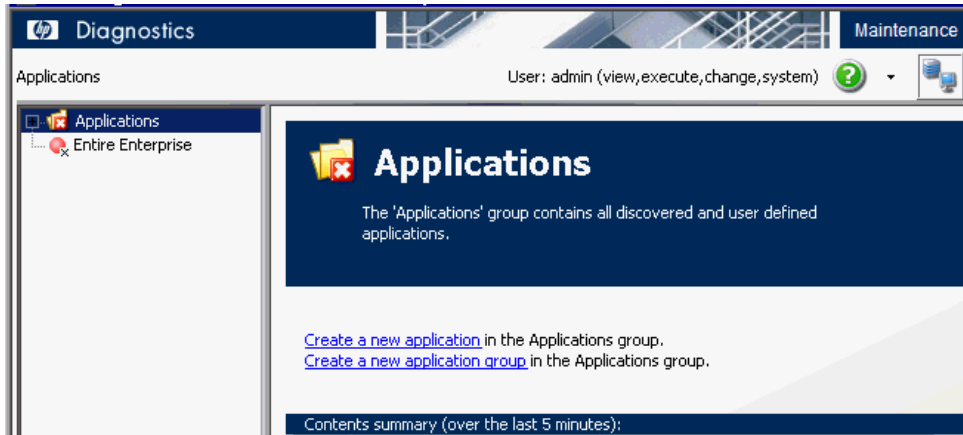 hp Diagnostics Maintenance
Applications User: admin (view,execute,change,system) ?
Applications
Entire Enterprise
Applications
The 'Applications' group contains all discovered and user defined
applications.
Create a new application in the Applications group.
Create a new application group in the Applications group.
Contents summary (over the last 5 minutes):